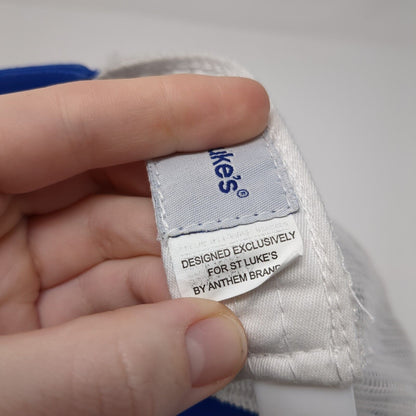 uke's®
DESIGNED EXCLUSIVELY
FOR ST LUKE'S
BY ANTHEM BRAND